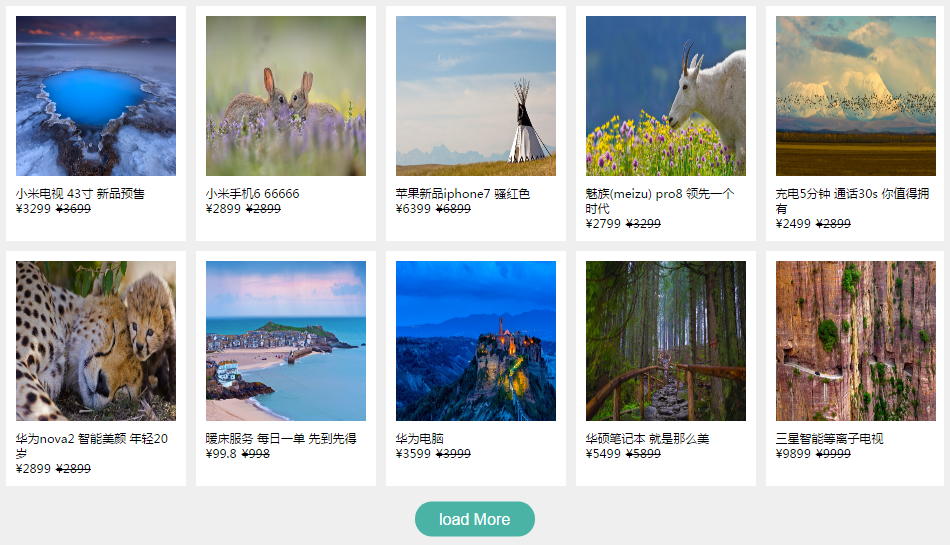 小米电视 43寸 新品预售
¥3299 ¥3699
小米手机6 66666
¥2899 ¥2899
苹果新品iphone7 骚红色
¥6399 ¥6899
魅族(meizu) pro8 领先一个
时代
¥2799 ¥3299
充电5分钟 通话30s 你值得拥
有
¥2499 ¥2899
华为nova2 智能美颜 年轻20
岁
¥2899 ¥2899
暖床服务 每日一单 先到先得
¥99.8 ¥998
华为电脑
¥3599 ¥3999
华硕笔记本 就是那么美
¥5499 ¥5899
三星智能等离子电视
¥9899 ¥9999
load More